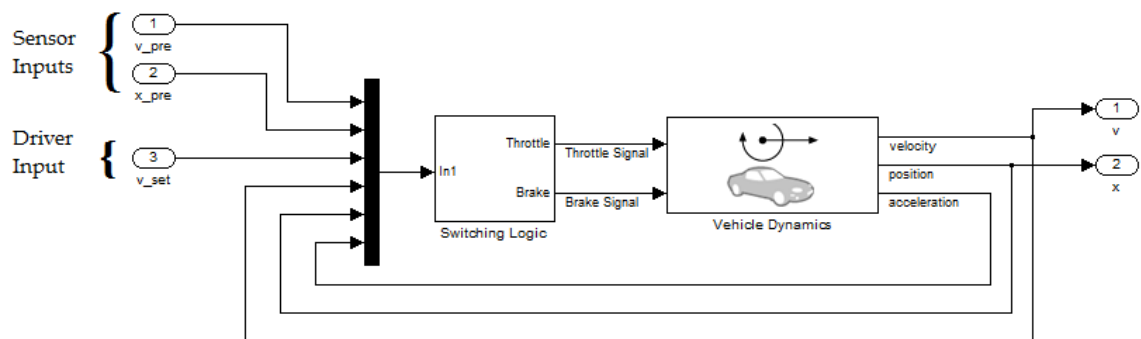 Sensor
Inputs
1
v_pre
2
x_pre
Driver
Input
3
v_set
In1
Throttle
Brake
Switching Logic
Throttle Signal
Brake Signal
Vehicle Dynamics
velocity
position
acceleration
1
v
2
x